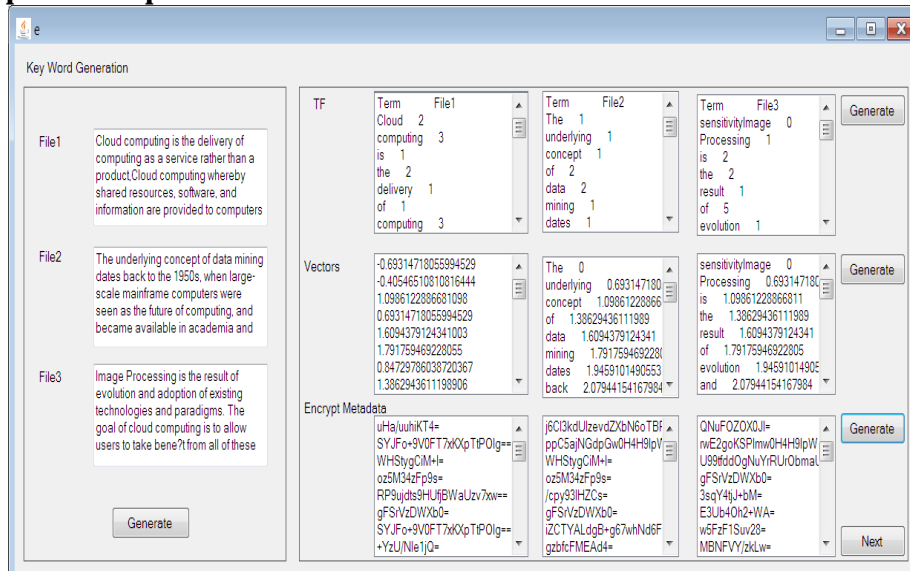 e
Key Word Generation
File1
Cloud computing is the delivery of
computing as a service rather than a
product,Cloud computing whereby
shared resources, software, and
information are provided to computers
File2
The underlying concept of data mining
dates back to the 1950s, when large-
scale mainframe computers were
seen as the future of computing, and
became available in academia and
File3
Image Processing is the result of
evolution and adoption of existing
technologies and paradigms. The
goal of cloud computing is to allow
users to take bene?t from all of these
Generate
TF
Term File1
Cloud 2
computing 3
is 1
the 2
delivery 1
of 1
computing 3
Term File2
The 1
underlying 1
concept 1
of 2
data 2
mining 1
dates 1
Term File3
sensitivityImage 0
Processing 1
is 2
the 2
result 1
of 5
evolution 1
Generate
Vectors
-0.69314718055994529
-0.40546510810816444
1.0986122886681098
0.69314718055994529
1.6094379124341003
1.791759469228055
0.84729786038720367
1.3862943611198906
The 0
underlying 0.693147180
concept 1.09861228866
of 1.38629436111989
data 1.6094379124341
mining 1.791759469228
dates 1.9459101490553
back 2.07944154167984
sensitivityImage 0
Processing 0.69314718
is 1.09861228866811
the 1.38629436111989
result 1.6094379124341
of 1.79175946922805
evolution 1.9459101490
and 2.07944154167984
Generate
Encrypt Metadata
uHa/uuhiKT4=
SYJFo+9V0FT7xKXpTtPOIg==
WHStygCiM+I=
oz5M34zFp9s=
RP9ujdts9HUfjBWaUzv7xw==
gFSrVzDWXb0=
SYJFo+9V0FT7xKXpTtPOIg==
+YzU/Nle1jQ=
j6Cl3kdUlzevdZXbN6oTB
ppC5ajNGdpGw0H4H9lpV
WHStygCiM+I=
oz5M34zFp9s=
/cpy93lHZCs=
gFSrVzDWXb0=
iZCTYALdgB+g67whNd6F
gzbfcFMEAd4=
QNuFOZOX0JI=
rwE2goKSPImw0H4H9lpW
U99tfddOgNuYrRUrObmaU
gFSrVzDWXb0=
3sqY4tjJ+bM=
E3Ub4Oh2+WA=
w5FzF1Suv28=
MBNFVY/zkLw=
Generate
Next